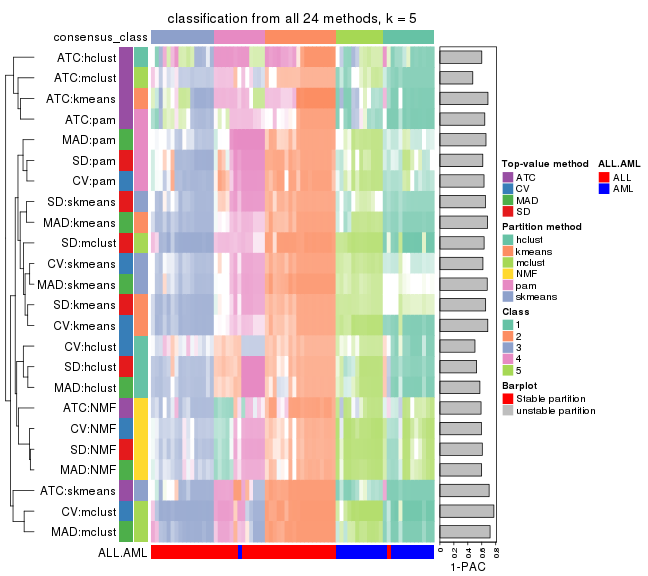 classification from all 24 methods, k = 5
consensus_class
ATC:hclust
ATC:mclust
ATC:kmeans
ATC:pam
MAD:pam
SD:pam
CV:pam
SD:skmeans
MAD:kmeans
SD:mclust
CV:skmeans
MAD:skmeans
SD:kmeans
CV:kmeans
CV:hclust
SD:hclust
MAD:hclust
ATC:NMF
CV:NMF
SD:NMF
MAD:NMF
ATC:skmeans
CV:mclust
MAD:mclust
ALL.AML
0 0.2 0.4 0.6 0.8
1-PAC
Top-value method
ATC
CV
MAD
SD
Partition method
hclust
kmeans
mclust
NMF
pam
skmeans
Class
1
2
3
4
5
Barplot
Stable partition
unstable partition
ALL.AML
ALL
AML